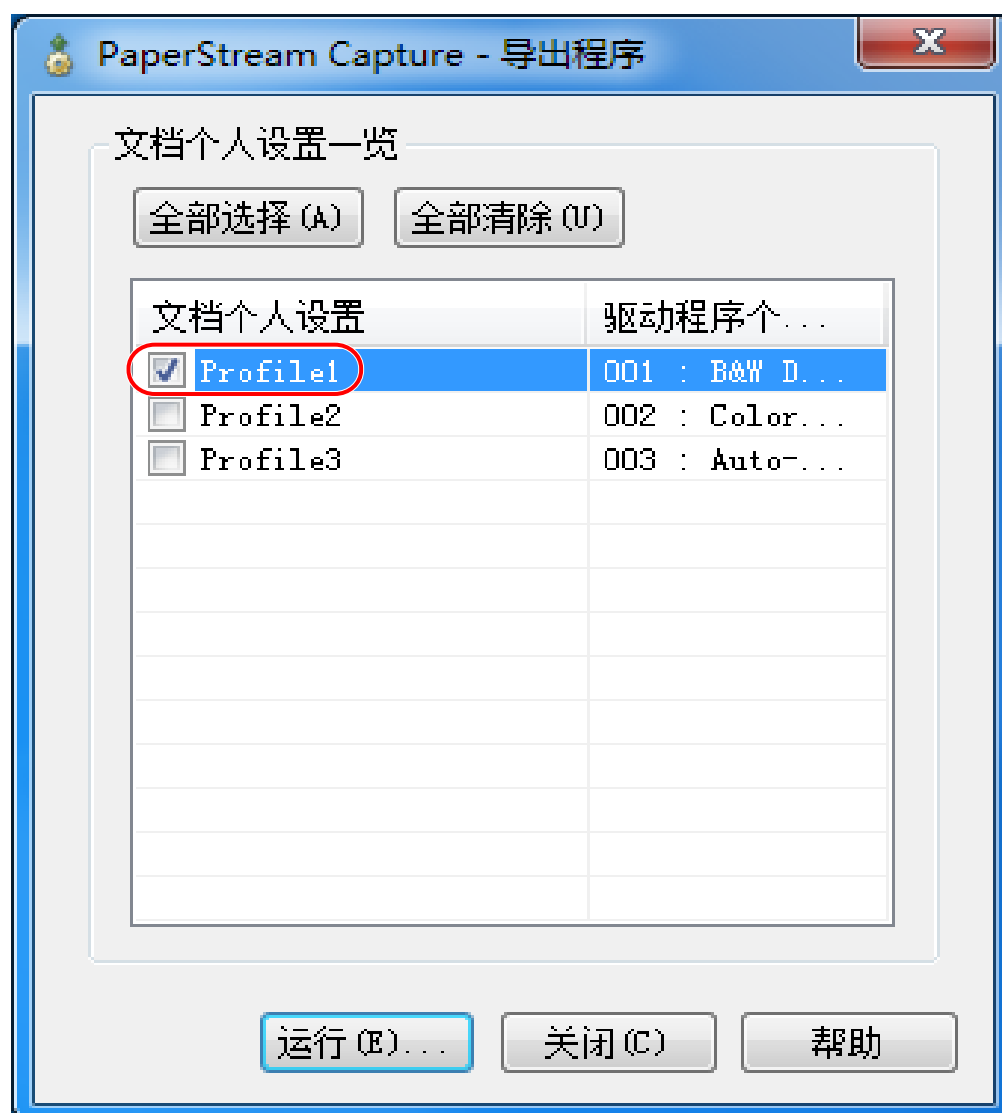 PaperStream Capture - 导出程序
文档个人设置一览
全部选择(A) 全部清除(U)
文档个人设置 驱动程序个...
Profile1 001 : B&W D...
Profile2 002 : Color...
Profile3 003 : Auto-...
运行(E)... 关闭(C) 帮助